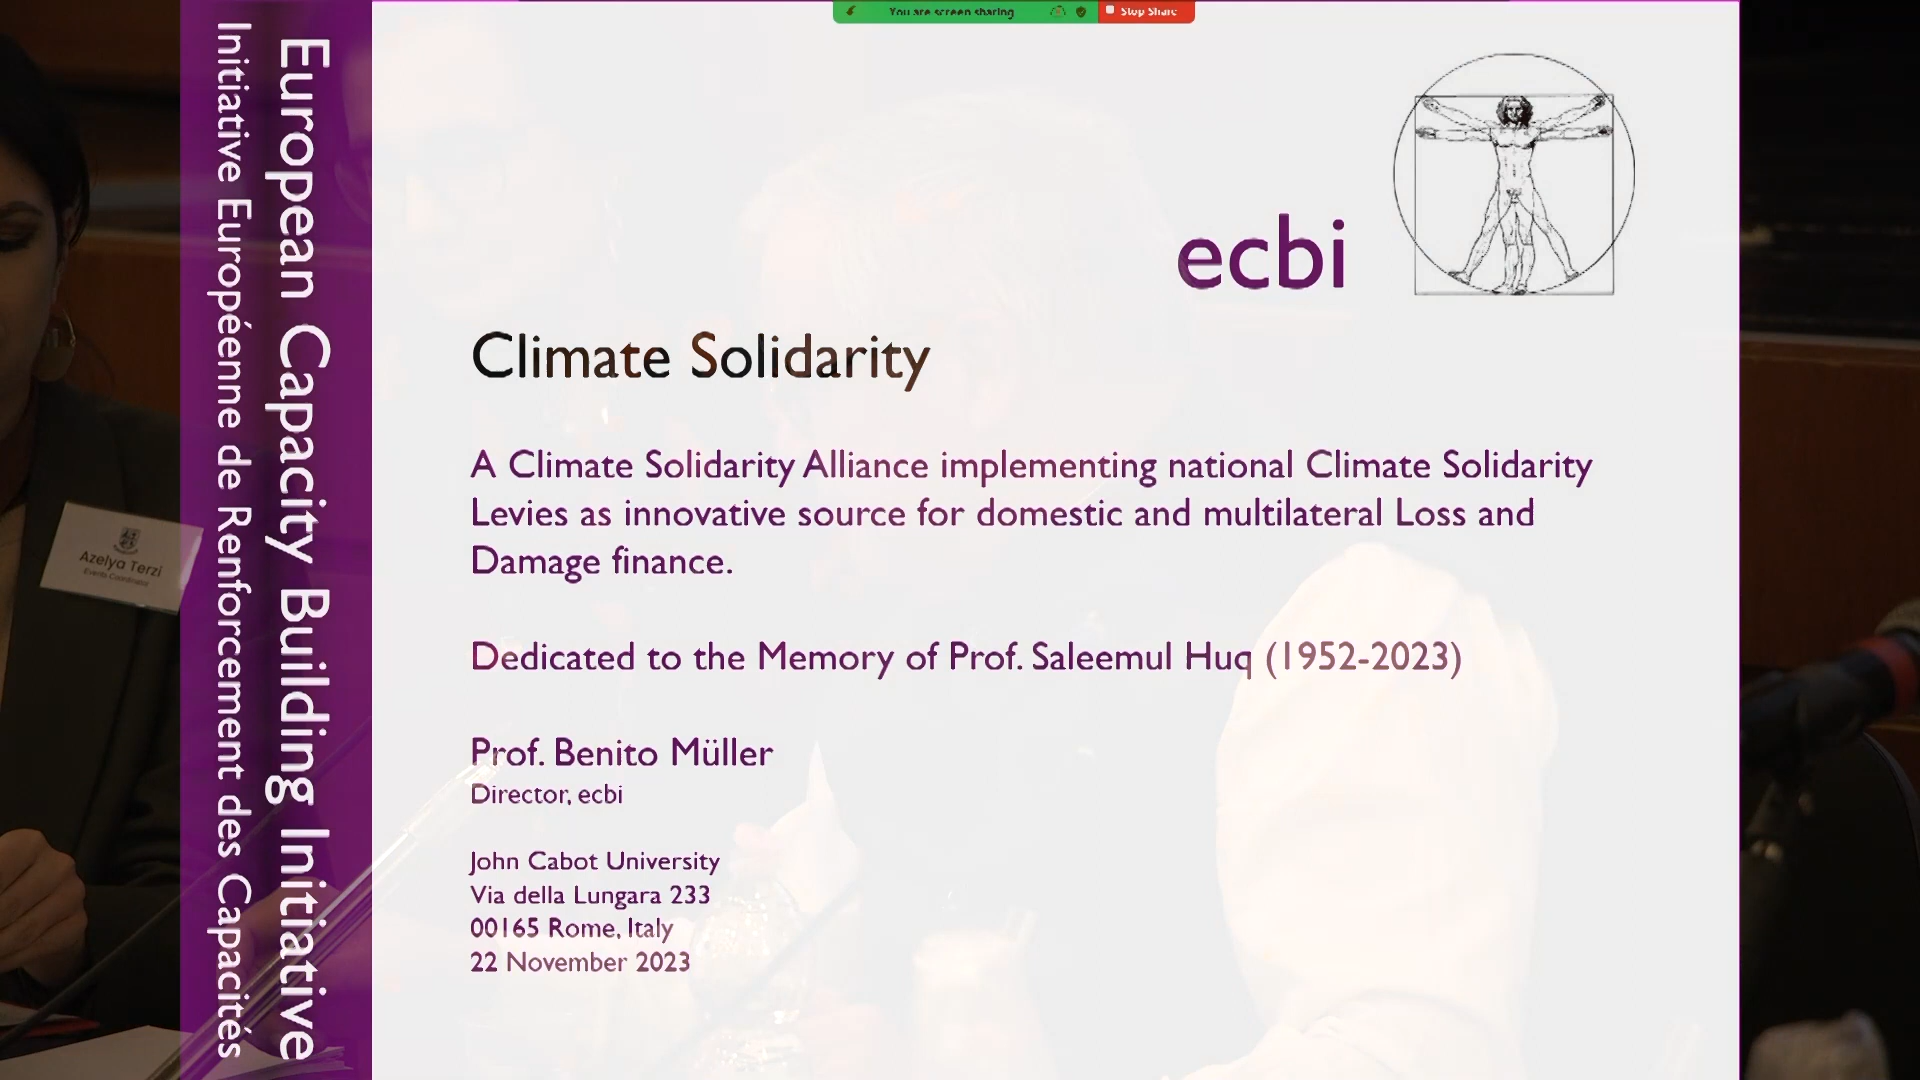 You are screen sharing
Stop Share
European Capacity Building Initiative
Initiative Européenne de Renforcement des Capacités
ecbi
Climate Solidarity
A Climate Solidarity Alliance implementing national Climate Solidarity
Levies as innovative source for domestic and multilateral Loss and
Damage finance.
Dedicated to the Memory of Prof. Saleemul Huq (1952-2023)
Prof. Benito Müller
Director, ecbi
John Cabot University
Via della Lungara 233
00165 Rome, Italy
22 November 2023
Azelya Terzi
Events Coordinator